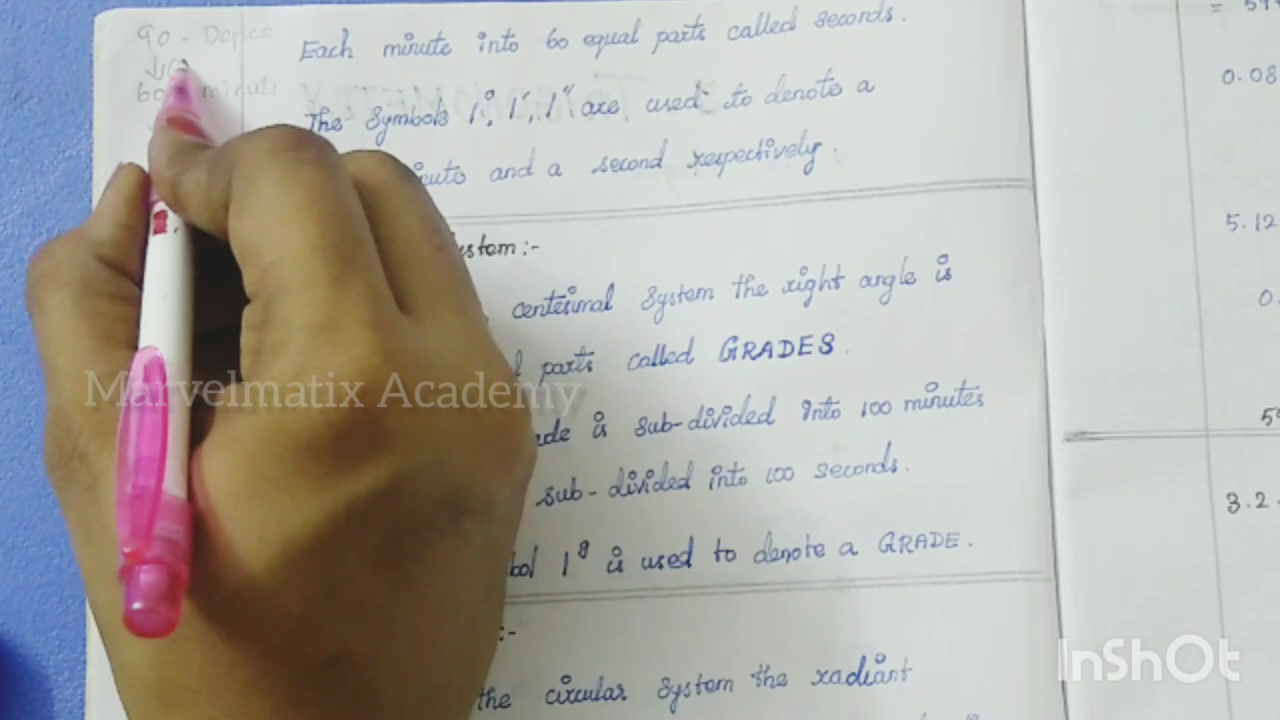 90 - Degree
60 minuts
Each minute into 60 equal parts called seconds.
The Symbols 1°, 1', 1" are used to denote a
and a second respectively.
System:-
centesimal System the right angle is
parts called GRADES.
is sub-divided into 100 minutes
sub-divided into 100 seconds.
1g is used to denote a GRADE.
:-
the circular System the radiant
= 
0.08
5.12
0.
5
3.2
Marvelmatix Academy
InShOt